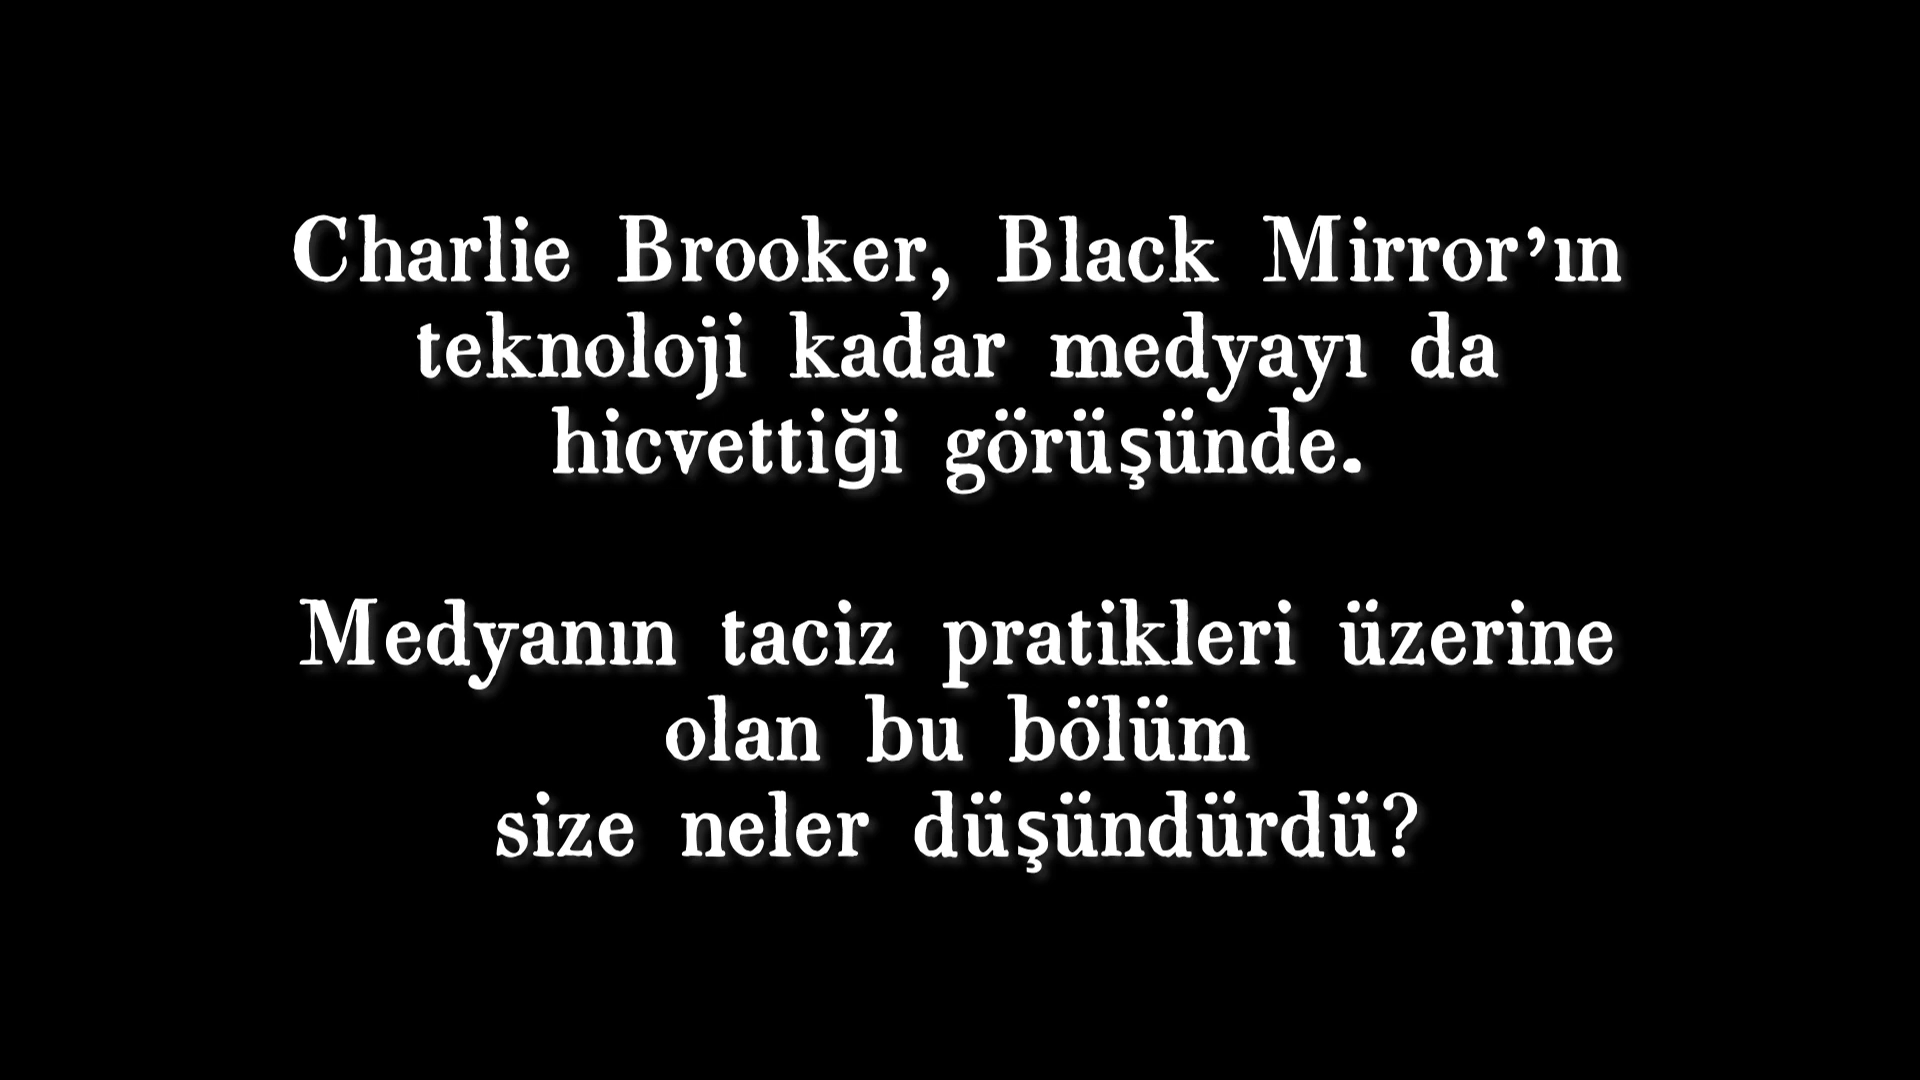 Charlie Brooker, Black Mirror’ın
teknoloji kadar medyayı da
hicvettiği görüşünde.
Medyanın taciz pratikleri üzerine
olan bu bölüm
size neler düşündürdü?